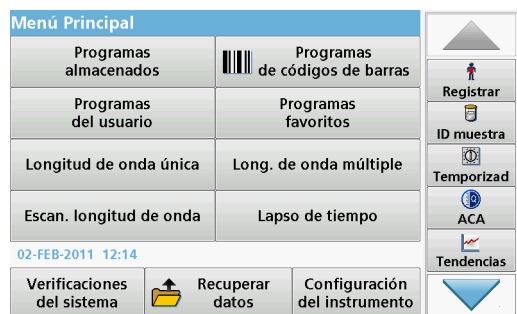 Menú Principal
Programas
almacenados
Programas
de códigos de barras
Registrar
Programas
del usuario
Programas
favoritos
ID muestra
Longitud de onda única
Long. de onda múltiple
Temporizad
Escan. longitud de onda
Lapso de tiempo
ACA
02-FEB-2011 12:14
Tendencias
Verificaciones
del sistema
Recuperar
datos
Configuración
del instrumento